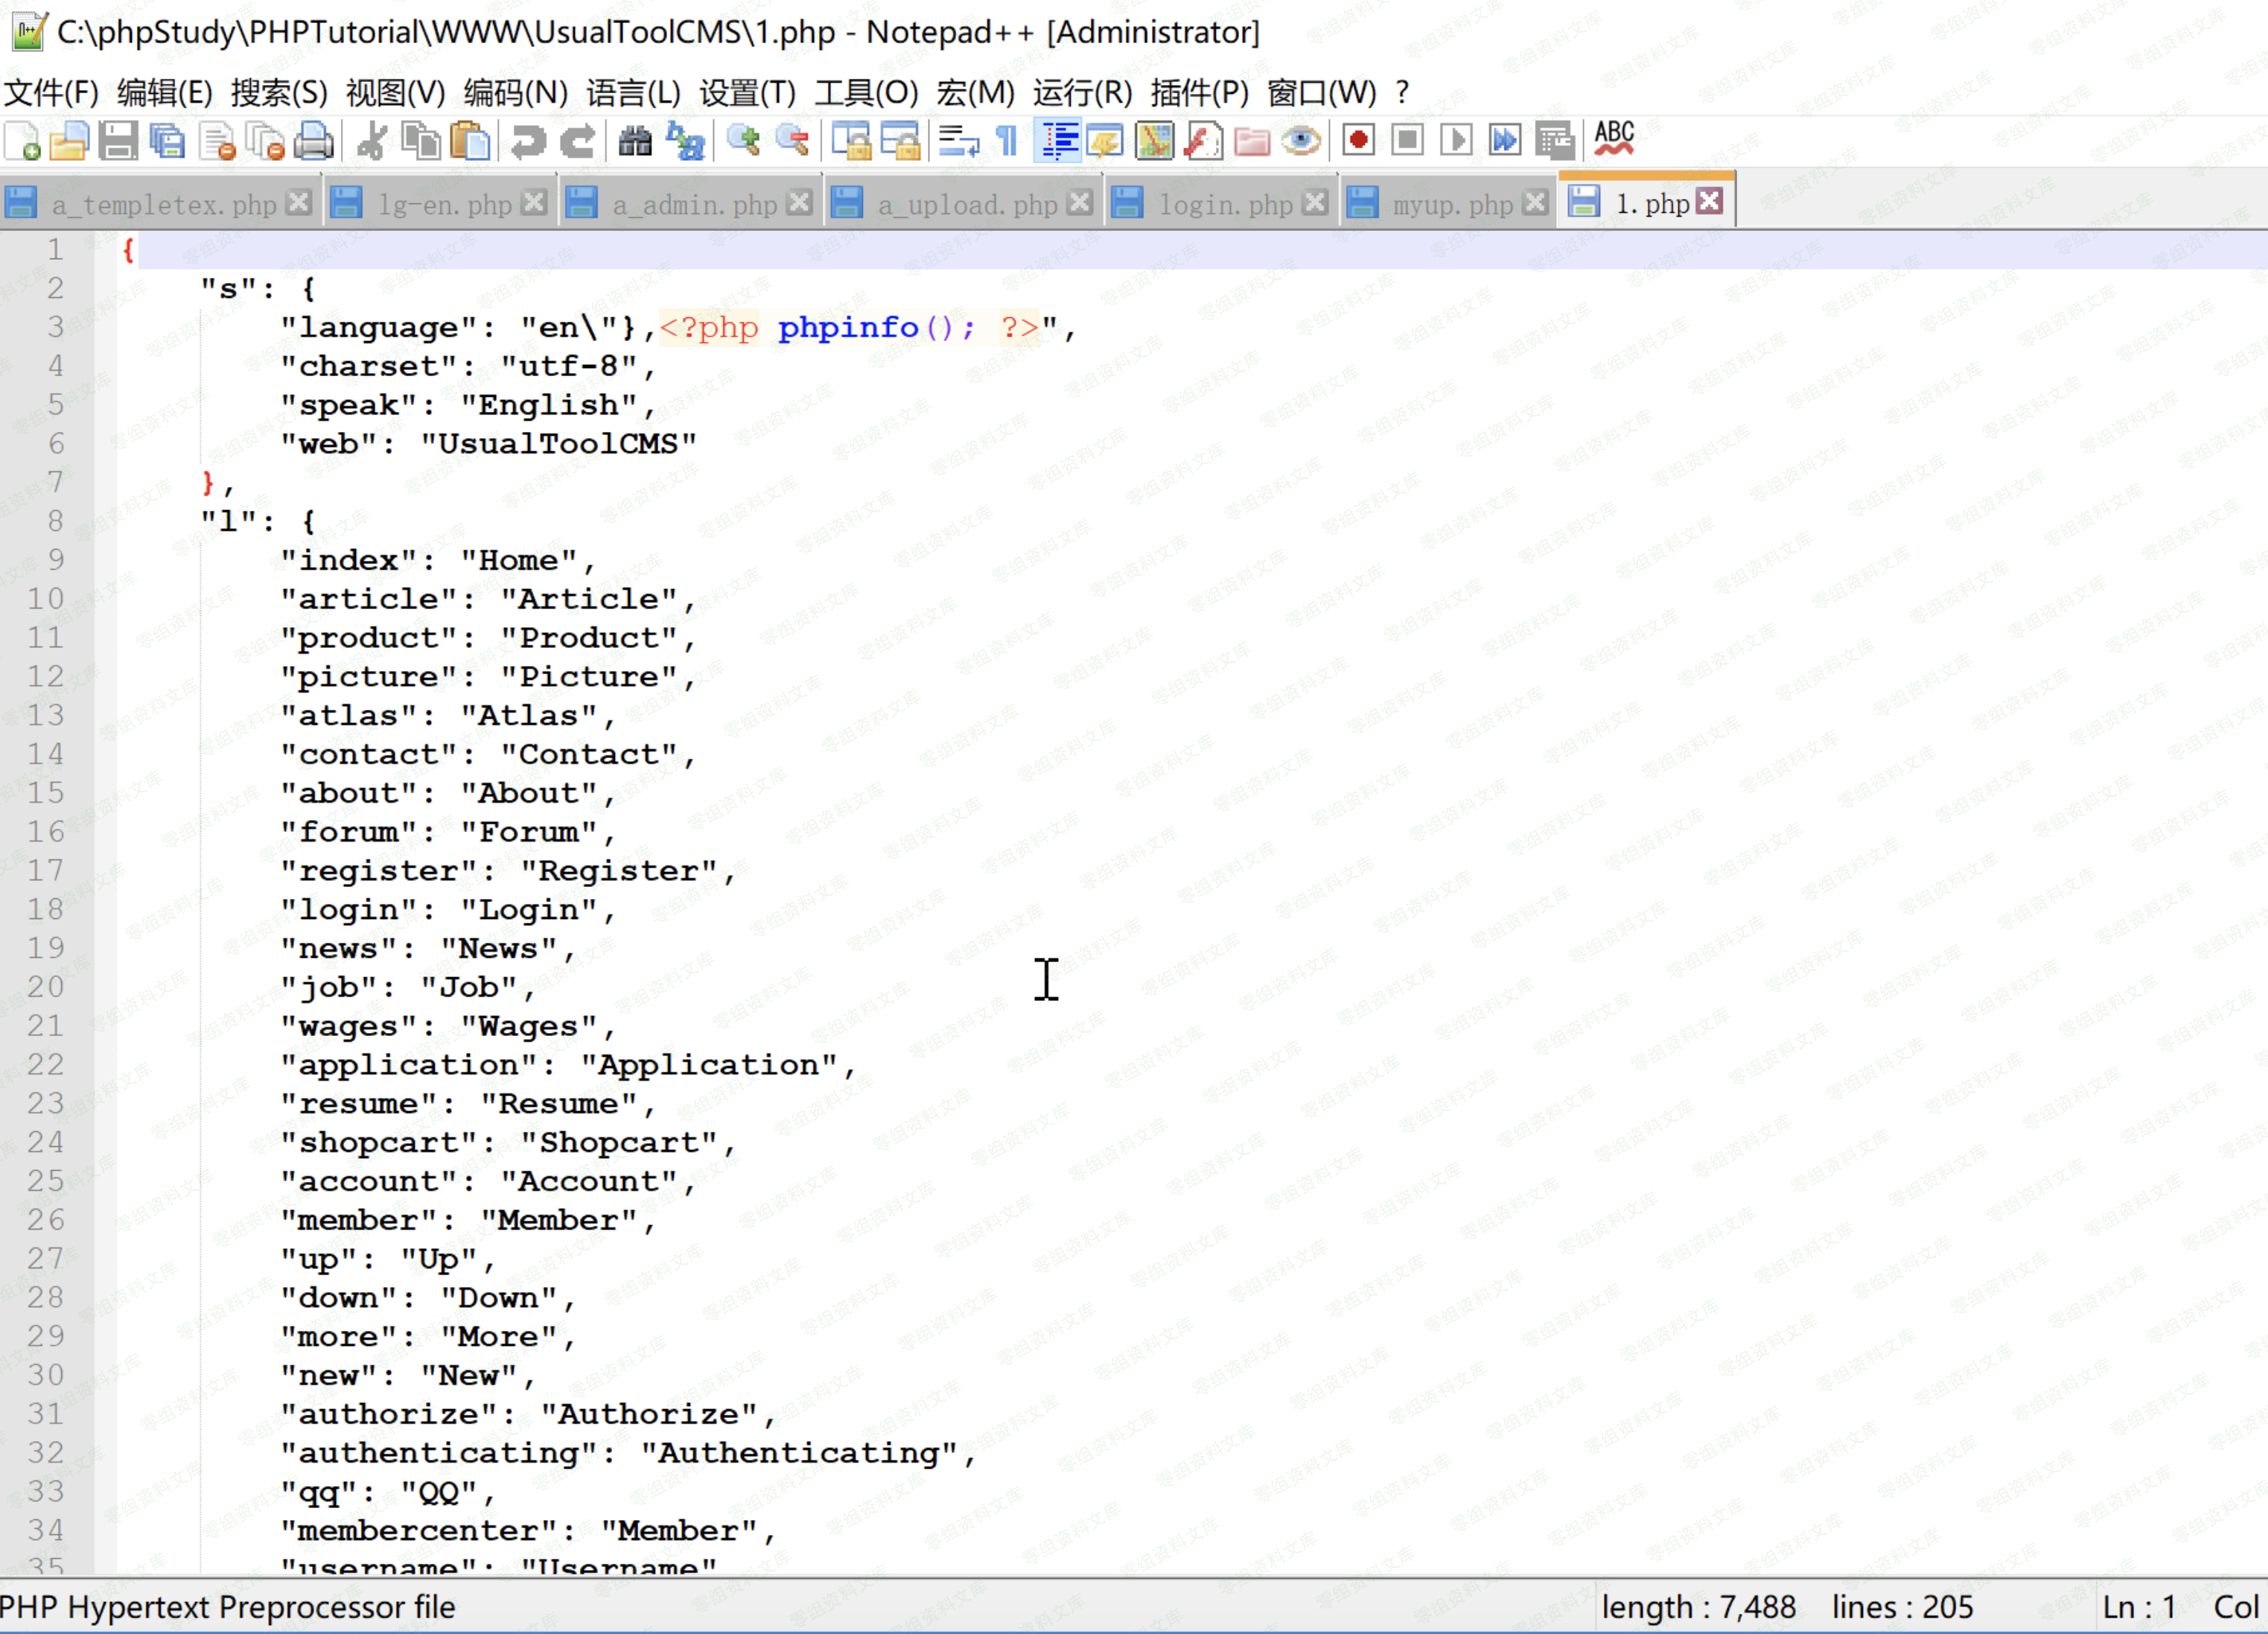 C:\phpStudy\PHPTutorial\WWW\UsualToolCMS\1.php - Notepad++ [Administrator]
文件(F) 编辑(E) 搜索(S) 视图(V) 编码(N) 语言(L) 设置(T) 工具(O) 宏(M) 运行(R) 插件(P) 窗口(W) ?
ABC
a_templetex.php lg-en.php a_admin.php a_upload.php login.php myup.php 1.php
1 {
2 "s": {
3 "language": "en\"},<?php phpinfo(); ?>",
4 "charset": "utf-8",
5 "speak": "English",
6 "web": "UsualToolCMS"
7 },
8 "l": {
9 "index": "Home",
10 "article": "Article",
11 "product": "Product",
12 "picture": "Picture",
13 "atlas": "Atlas",
14 "contact": "Contact",
15 "about": "About",
16 "forum": "Forum",
17 "register": "Register",
18 "login": "Login",
19 "news": "News",
20 "job": "Job",
21 "wages": "Wages",
22 "application": "Application",
23 "resume": "Resume",
24 "shopcart": "Shopcart",
25 "account": "Account",
26 "member": "Member",
27 "up": "Up",
28 "down": "Down",
29 "more": "More",
30 "new": "New",
31 "authorize": "Authorize",
32 "authenticating": "Authenticating",
33 "qq": "QQ",
34 "membercenter": "Member",
35 "username": "Username"
PHP Hypertext Preprocessor file length : 7,488 lines : 205 Ln : 1 Col
零组资料文库